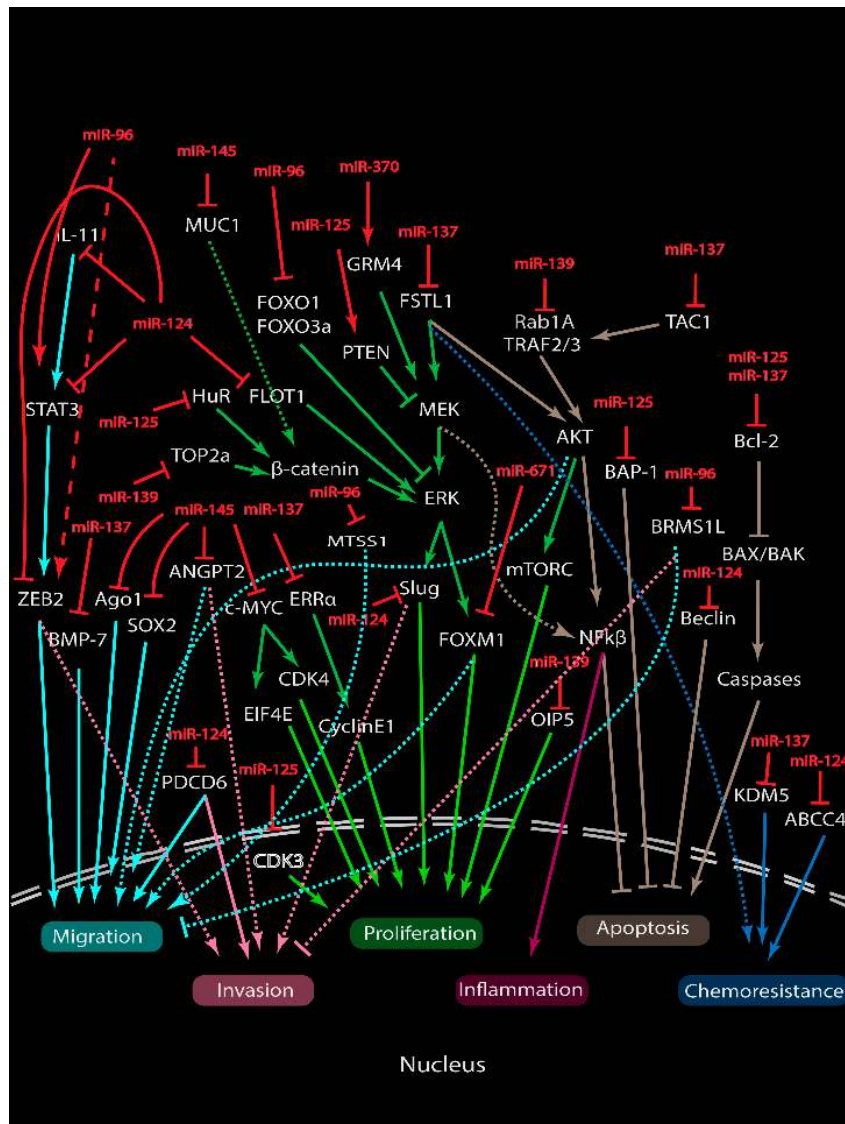 miR-96
miR-145
miR-96
miR-370
miR-125
miR-137
miR-137
miR-139
IL-11
MUC1
GRM4
FSTL1
FOXO1
FOXO3a
Rab1A
TRAF2/3
TAC1
miR-124
PTEN
miR-125
miR-137
STAT3
HuR
FLOT1
MEK
miR-125
miR-125
AKT
Bcl-2
TOP2a
β-catenin
miR-671
BAP-1
miR-96
miR-139
miR-145
miR-96
ERK
miR-137
miR-137
BRMS1L
MTSS1
BAX/BAK
ANGPT2
mTORC
miR-124
ZEB2
Ago1
c-MYC
ERRα
Slug
miR-124
Beclin
SOX2
BMP-7
FOXM1
NFkβ
miR-139
CDK4
Caspases
EIF4E
CyclinE1
OIP5
miR-124
miR-137
miR-125
miR-124
PDCD6
KDM5
ABCC4
CDK3
Migration
Proliferation
Apoptosis
Invasion
Inflammation
Chemoresistance
Nucleus